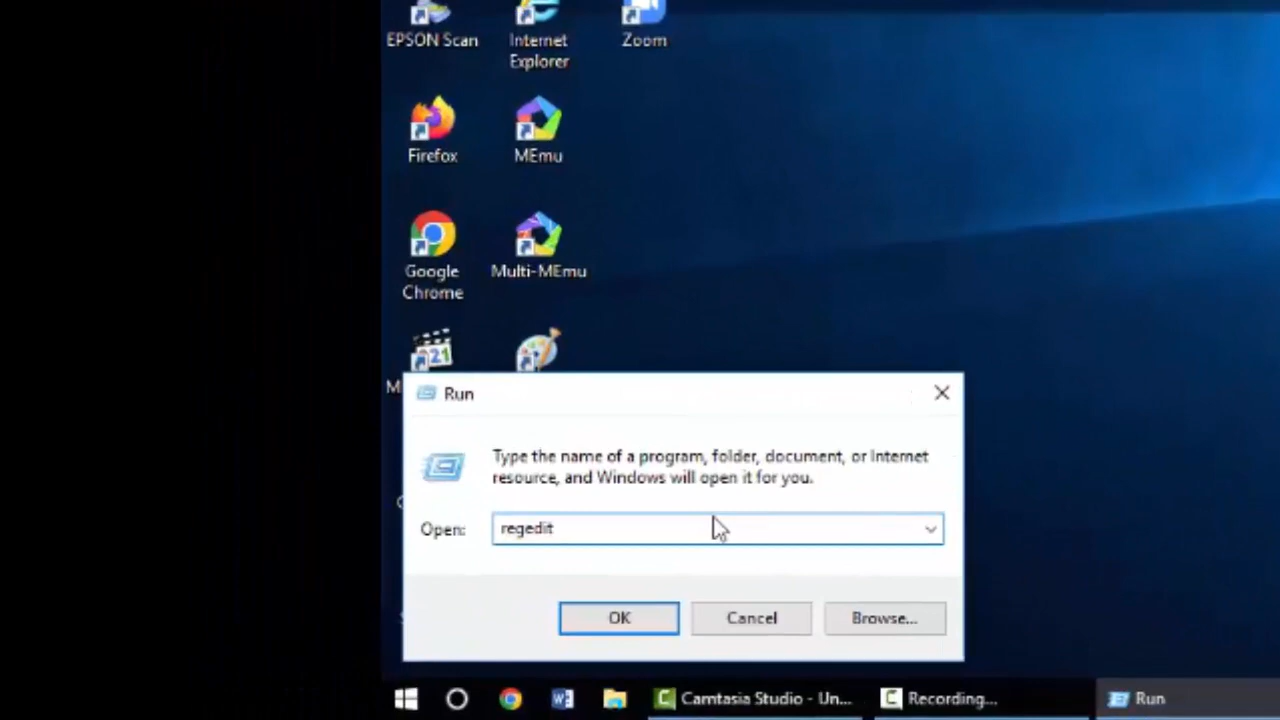 EPSON Scan
Internet
Explorer
Zoom
Firefox
MEmu
Google
Chrome
Multi-MEmu
21
M
Run
Type the name of a program, folder, document, or Internet
resource, and Windows will open it for you.
Open:
regedit
OK
Cancel
Browse...
Camtasia Studio - Un...
Recording...
Run